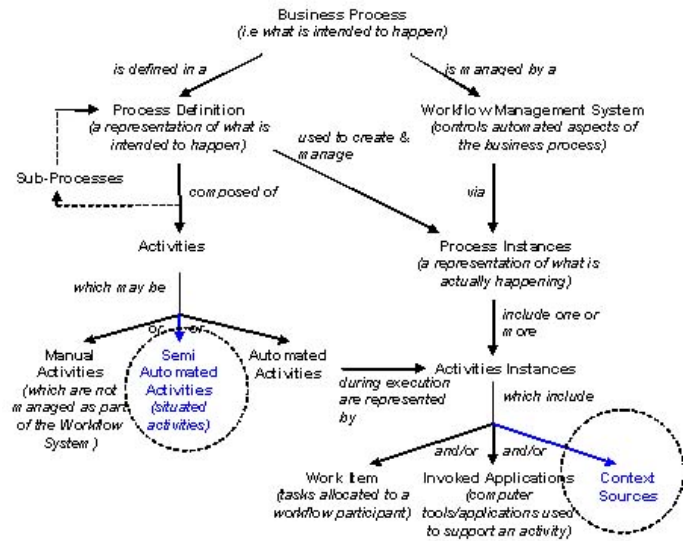 Business Process
(i.e what is intended to happen)
is defined in a
is managed by a
Process Definition
(a representation of what is
intended to happen)
Workflow Management System
(controls automated aspects of
the business process)
used to create &
manage
Sub-Processes
composed of
via
Activities
Process Instances
(a representation of what is
actually happening)
which may be
include one or
more
or
or
Manual
Activities
(which are not
managed as part
of the Workflow
System)
Semi
Automated
Activities
(situated
activities)
Automated
Activities
during execution
are represented
by
Activities Instances
which include
and/or
and/or
Work Item
(tasks allocated to a
workflow participant)
Invoked Applications
(computer
tools/applications used
to support an activity)
Context
Sources